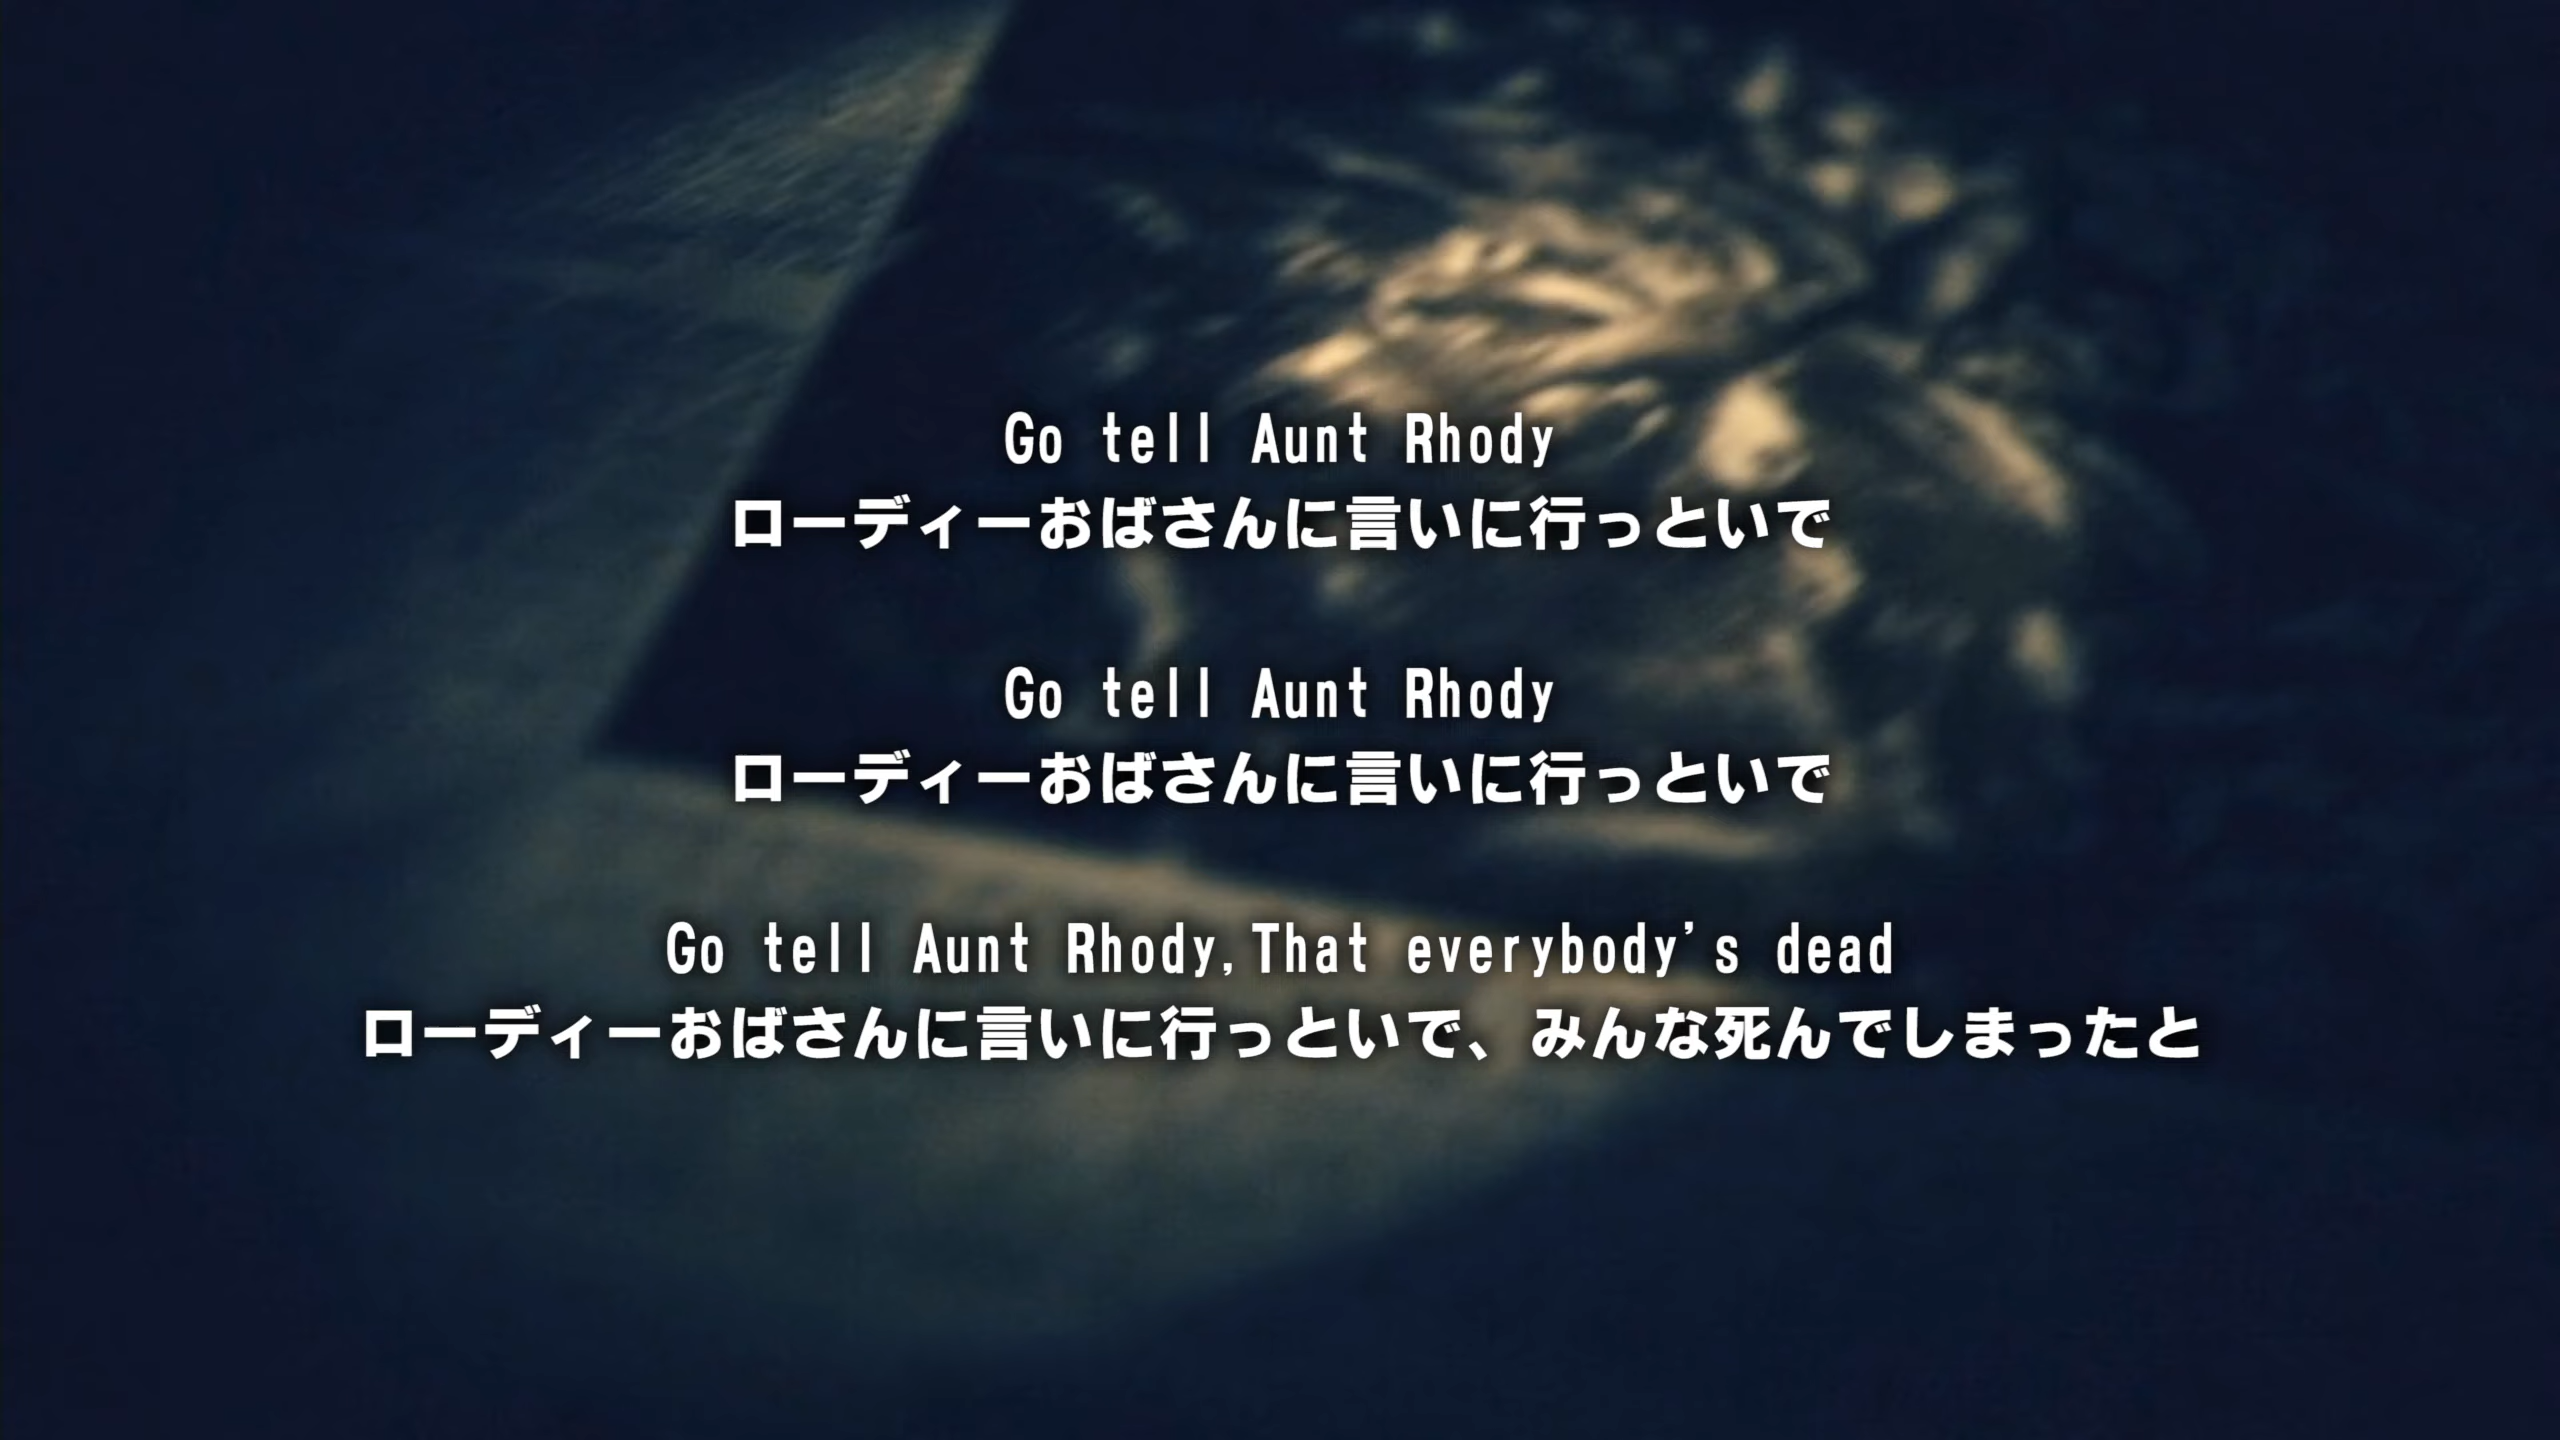 Go tell Aunt Rhody
ローディーおばさんに言いに行っといで
Go tell Aunt Rhody
ローディーおばさんに言いに行っといで
Go tell Aunt Rhody,That everybody's dead
ローディーおばさんに言いに行っといで、みんな死んでしまったと